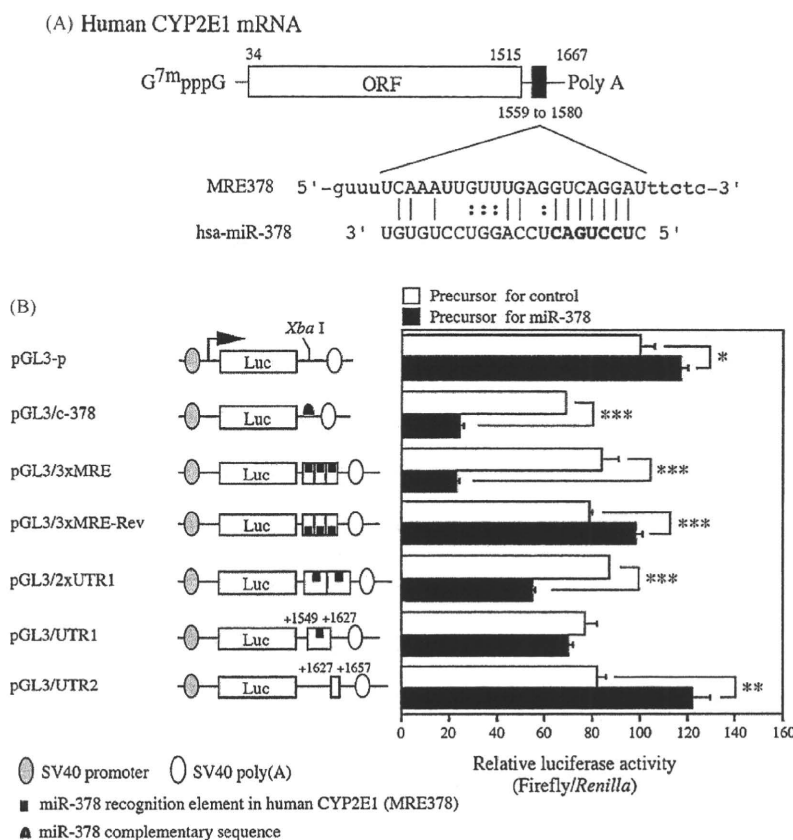 (A) Human CYP2E1 mRNA
34 1515 1667
G7mpppG ORF Poly A
1559 to 1580
MRE378 5'-guuuUCAAAUUGUUUGAGGUCAGGAUttctc-3'
hsa-miR-378 3' UGUGUCCUGGACCUCAGUCCUC 5'
(B)
Precursor for control
Precursor for miR-378
Xba I
pGL3-p Luc *
pGL3/c-378 Luc ***
pGL3/3xMRE Luc ***
pGL3/3xMRE-Rev Luc ***
pGL3/2xUTR1 Luc ***
+1549 +1627
pGL3/UTR1 Luc
+1627 +1657
pGL3/UTR2 Luc **
0 20 40 60 80 100 120 140 160
Relative luciferase activity
(Firefly/Renilla)
SV40 promoter SV40 poly(A)
miR-378 recognition element in human CYP2E1 (MRE378)
miR-378 complementary sequence